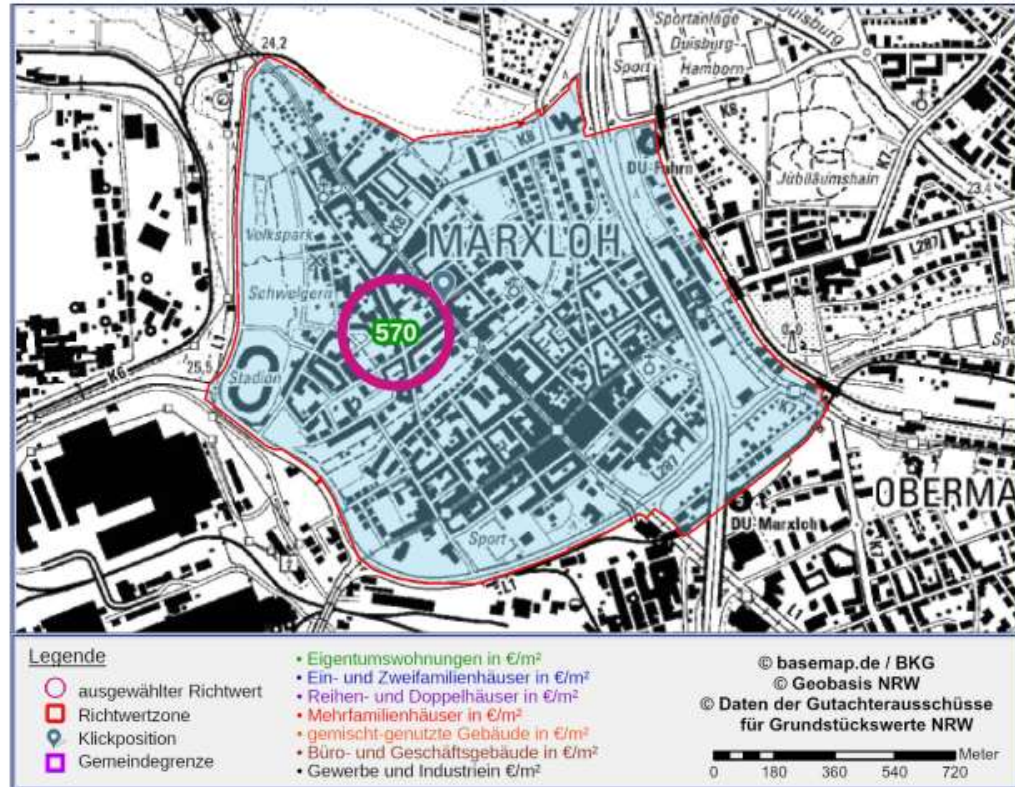 24,2
Sportanlage
Duisburg-
Hamborn
Duisburg
Sport
K8
K8
K7
DU-Fahrn
Jubiläumshain
23,4
L287
Volkspark
K8
MARXLOH
Schwelgern
570
25,5
L1
K6
Stadion
K7
L287
OBERMA
DU-Marxloh
Sport
L1
Legende
ausgewählter Richtwert
Richtwertzone
Klickposition
Gemeindegrenze
• Eigentumswohnungen in €/m²
• Ein- und Zweifamilienhäuser in €/m²
• Reihen- und Doppelhäuser in €/m²
• Mehrfamilienhäuser in €/m²
• gemischt-genutzte Gebäude in €/m²
• Büro- und Geschäftsgebäude in €/m²
• Gewerbe und Industriein €/m²
© basemap.de / BKG
© Geobasis NRW
© Daten der Gutachterausschüsse
für Grundstückswerte NRW
Meter
0 180 360 540 720